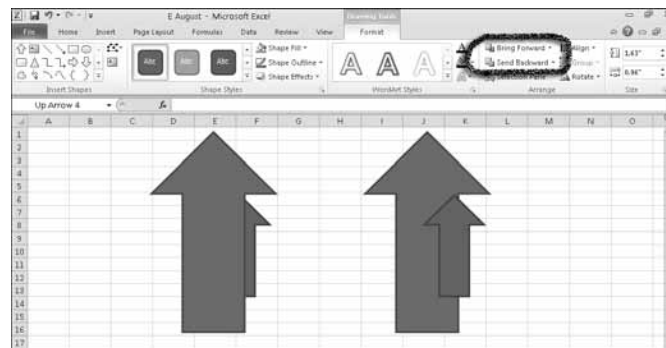 E August - Microsoft Excel
Drawing Tools
File Home Insert Page Layout Formulas Data Review View Format
Abc Abc Abc
Shape Fill
Shape Outline
Shape Effects
A A A
Bring Forward
Send Backward
Selection Pane
Align
Group
Rotate
1.63"
0.96"
Insert Shapes Shape Styles WordArt Styles Arrange Size
Up Arrow 4 fx
A B C D E F G H I J K L M N O
1
2
3
4
5
6
7
8
9
10
11
12
13
14
15
16
17